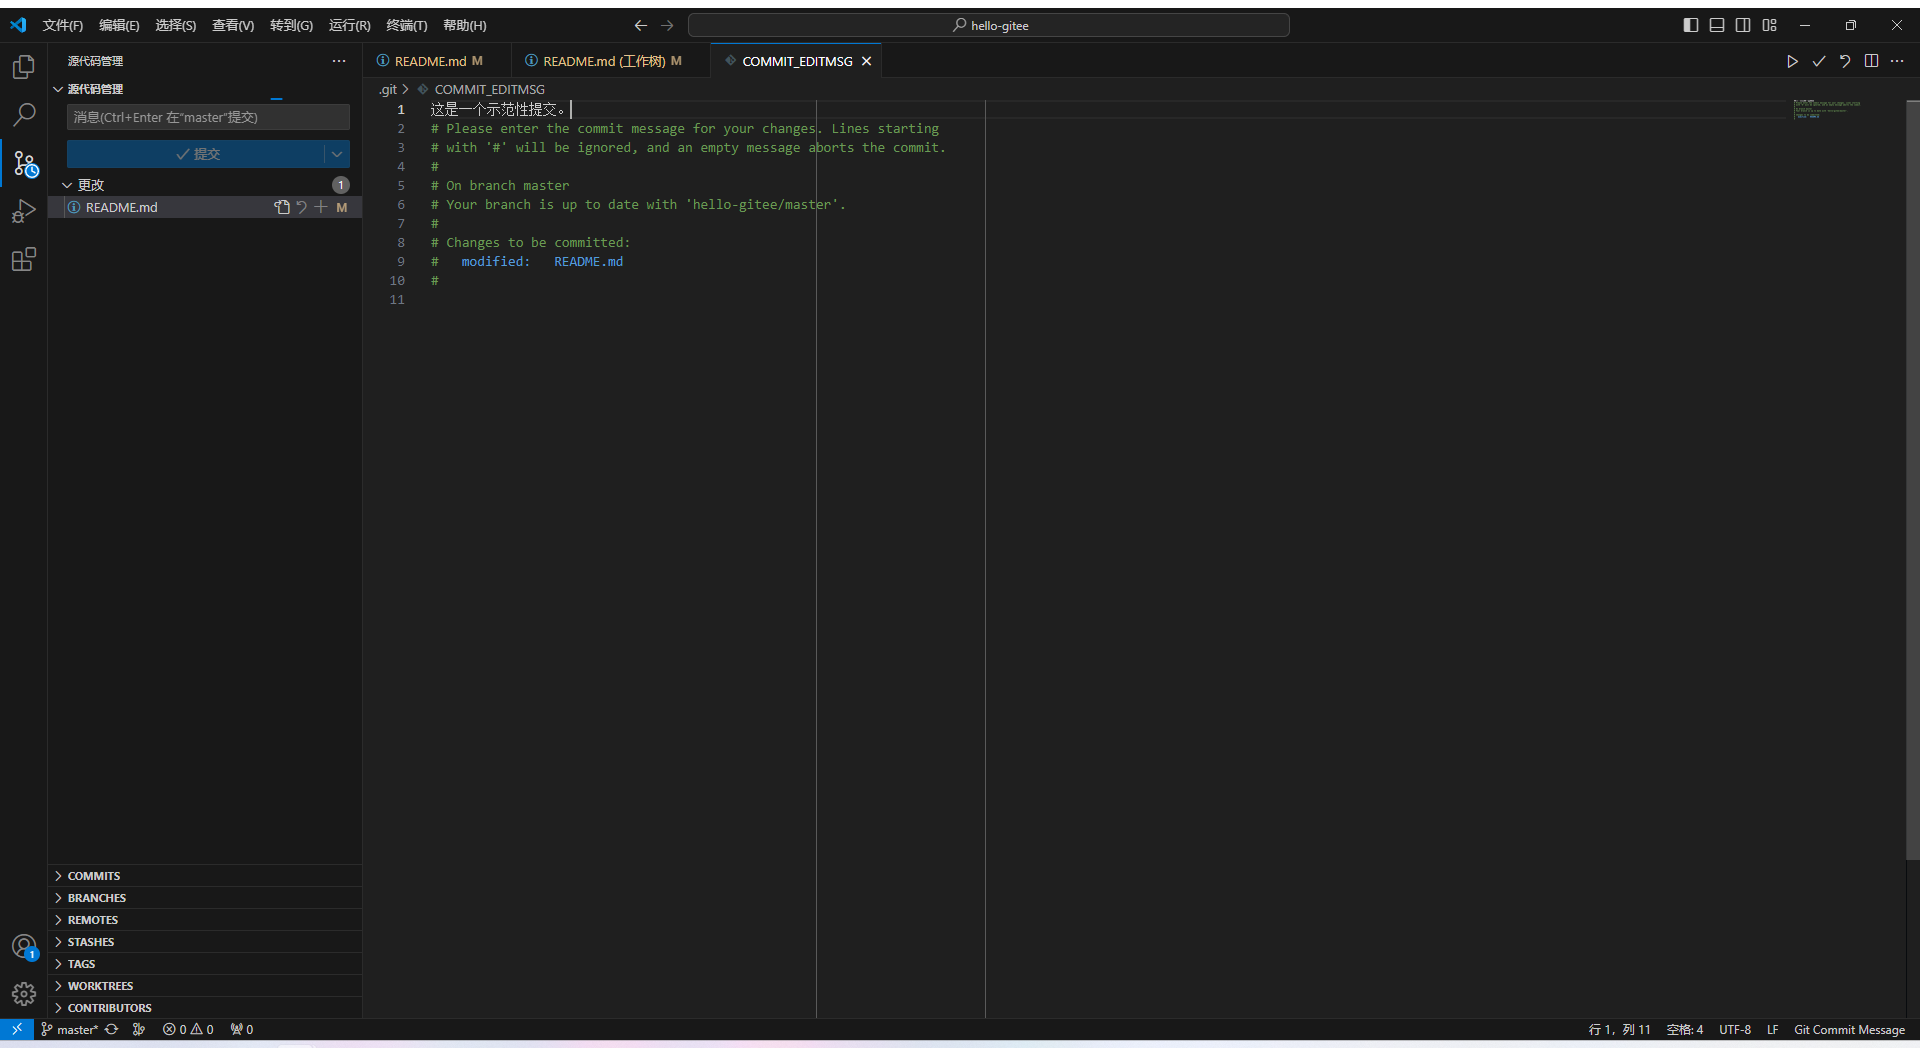 文件(F) 编辑(E) 选择(S) 查看(V) 转到(G) 运行(R) 终端(T) 帮助(H)
hello-gitee
源代码管理
README.md M
README.md (工作树) M
COMMIT_EDITMSG
源代码管理
消息(Ctrl+Enter 在"master"提交)
提交
更改 1
README.md M
.git > COMMIT_EDITMSG
1 这是一个示范性提交。
2 # Please enter the commit message for your changes. Lines starting
3 # with '#' will be ignored, and an empty message aborts the commit.
4 #
5 # On branch master
6 # Your branch is up to date with 'hello-gitee/master'.
7 #
8 # Changes to be committed:
9 # modified: README.md
10 #
11
COMMITS
BRANCHES
REMOTES
STASHES
TAGS
WORKTREES
CONTRIBUTORS
1
master* 0 0 0
行 1，列 11 空格: 4 UTF-8 LF Git Commit Message